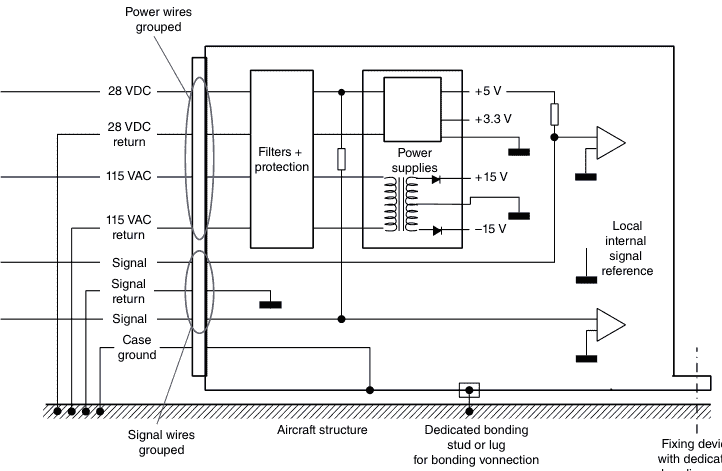 Power wires
grouped
28 VDC
28 VDC
return
115 VAC
115 VAC
return
Signal
Signal
return
Signal
Case
ground
Filters +
protection
Power
supplies
+5 V
+3.3 V
+15 V
−15 V
Local
internal
signal
reference
Signal wires
grouped
Aircraft structure
Dedicated bonding
stud or lug
for bonding vonnection
Fixing devi
with dedicat